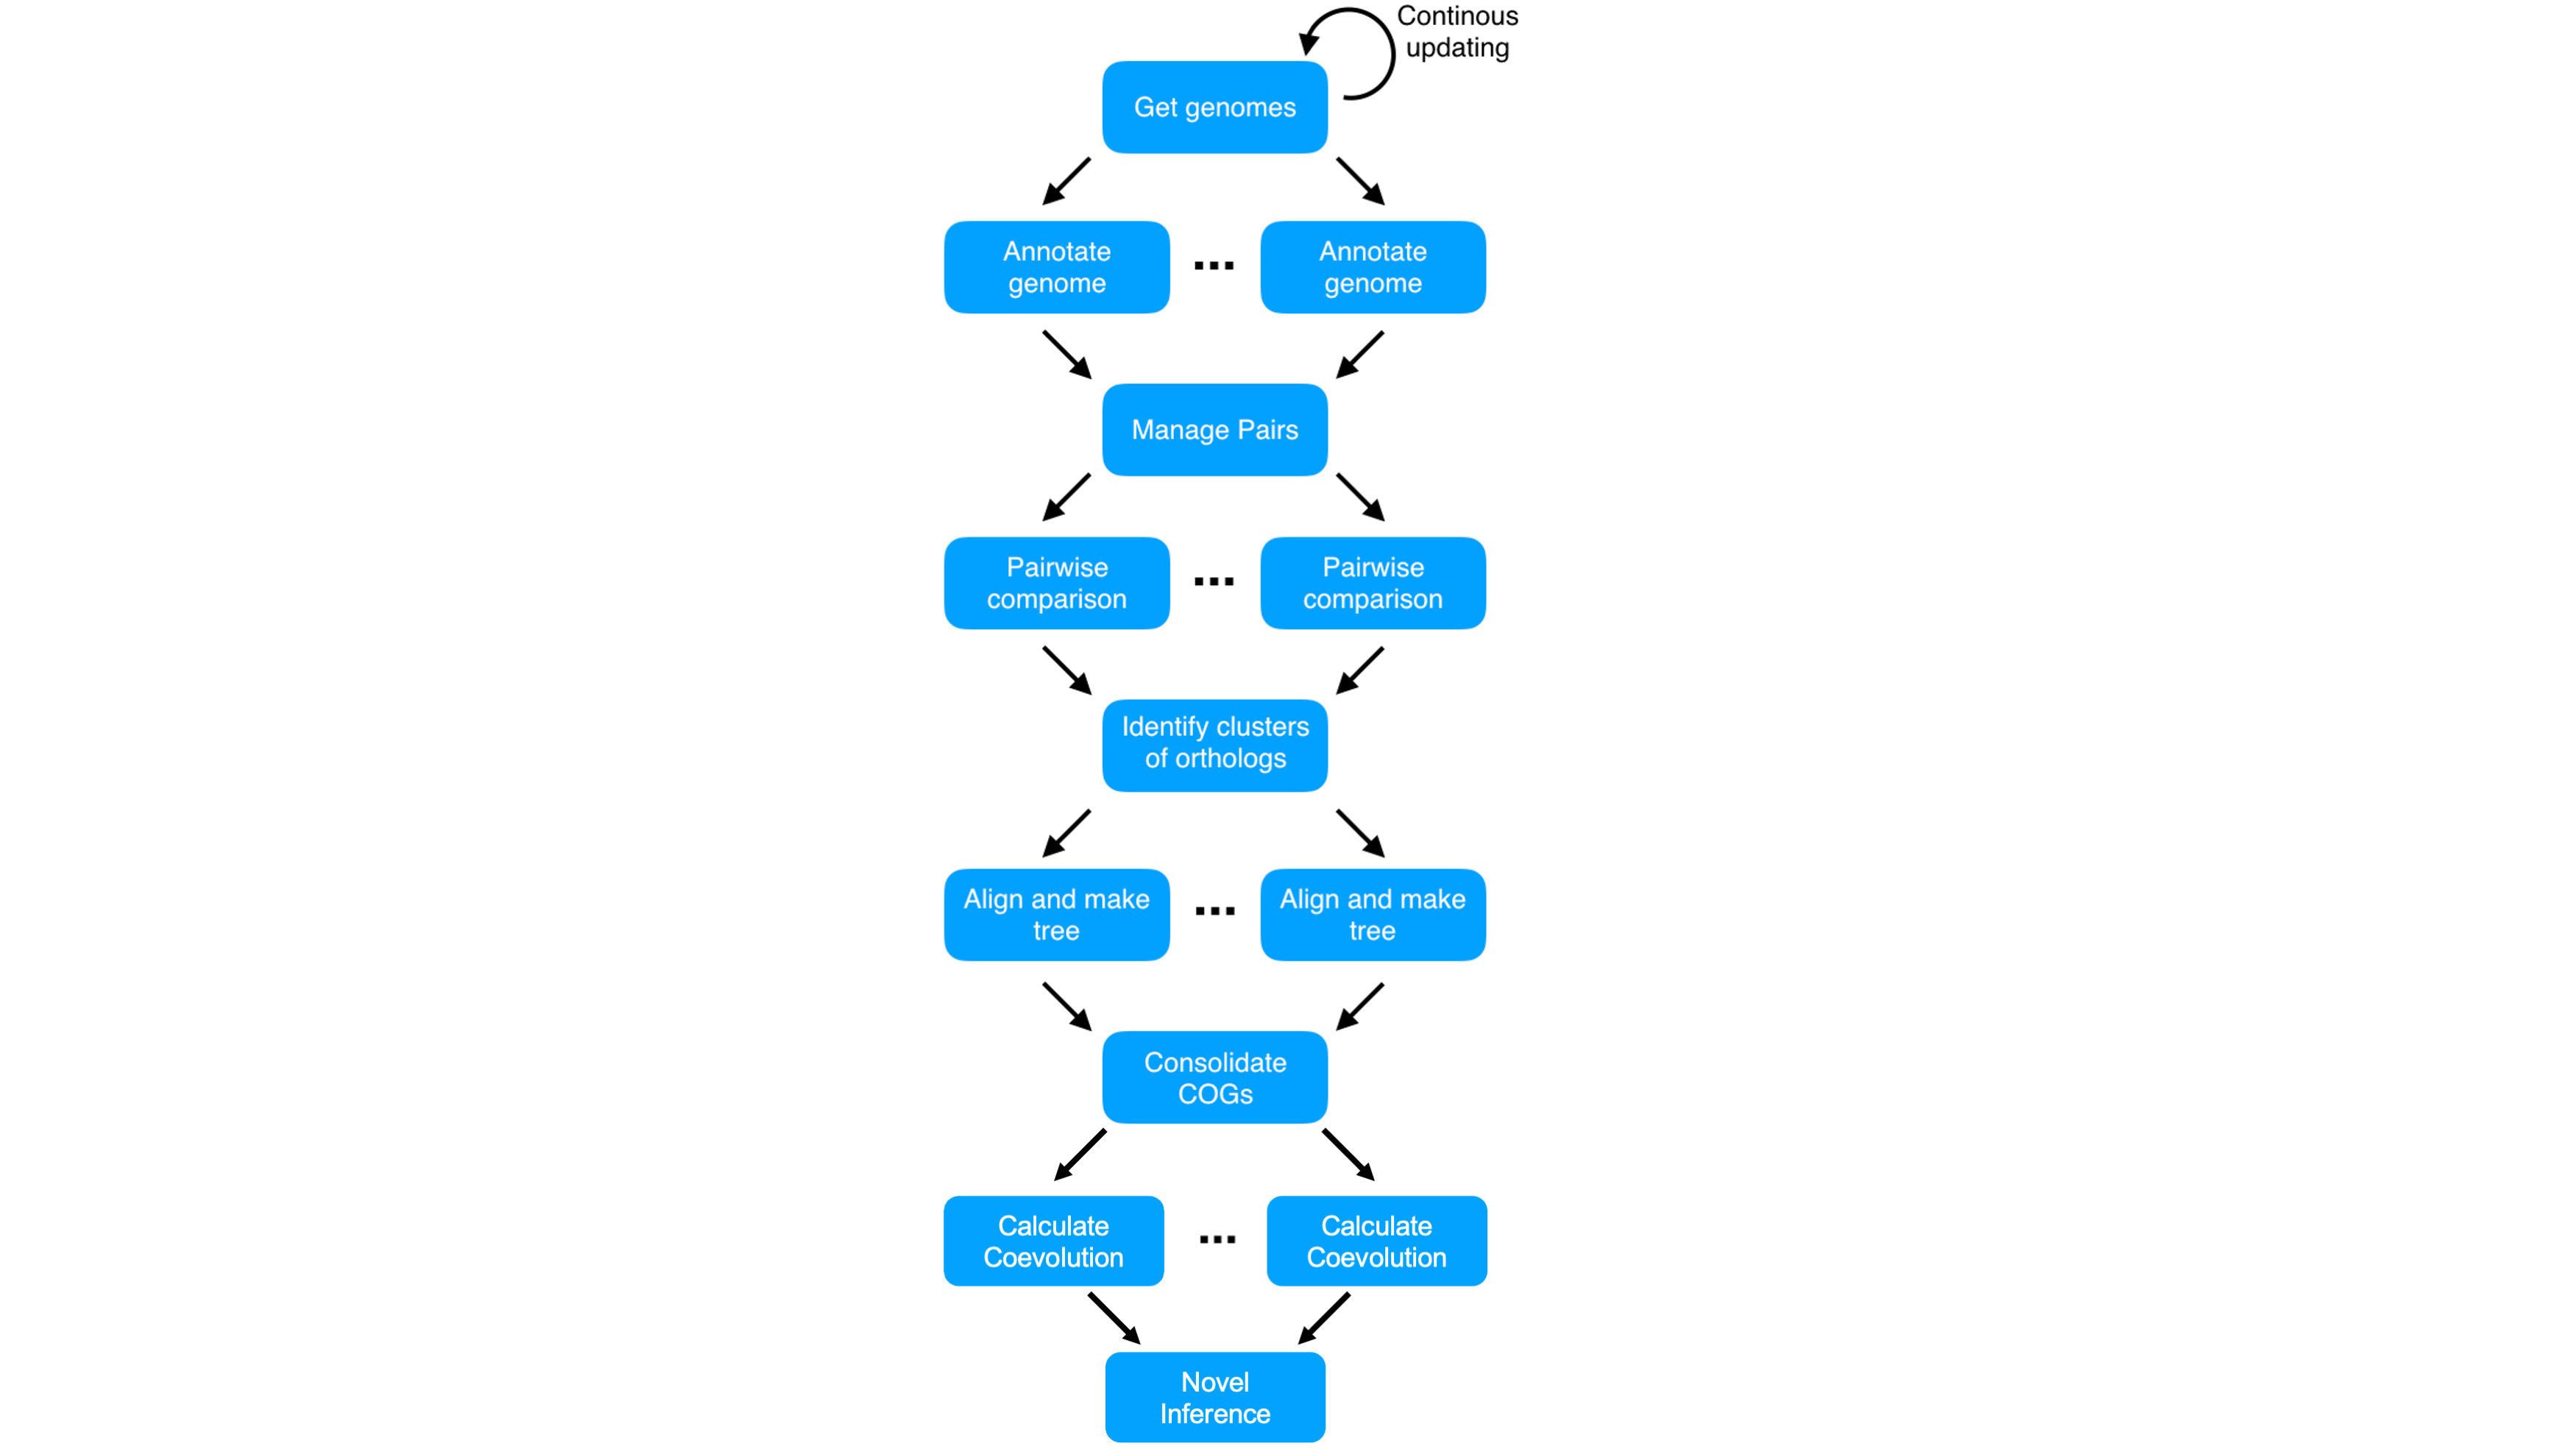 Continous
updating
Get genomes
Annotate
genome
...
Annotate
genome
Manage Pairs
Pairwise
comparison
...
Pairwise
comparison
Identify clusters
of orthologs
Align and make
tree
...
Align and make
tree
Consolidate
COGs
Calculate
Coevolution
...
Calculate
Coevolution
Novel
Inference